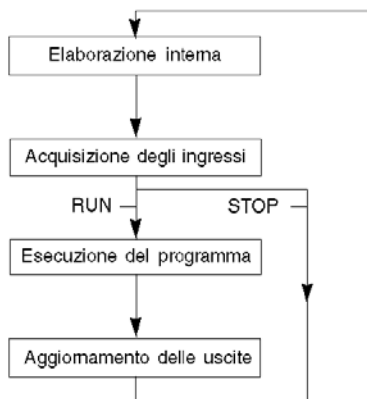 Elaborazione interna
Acquisizione degli ingressi
RUN
STOP
Esecuzione del programma
Aggiornamento delle uscite